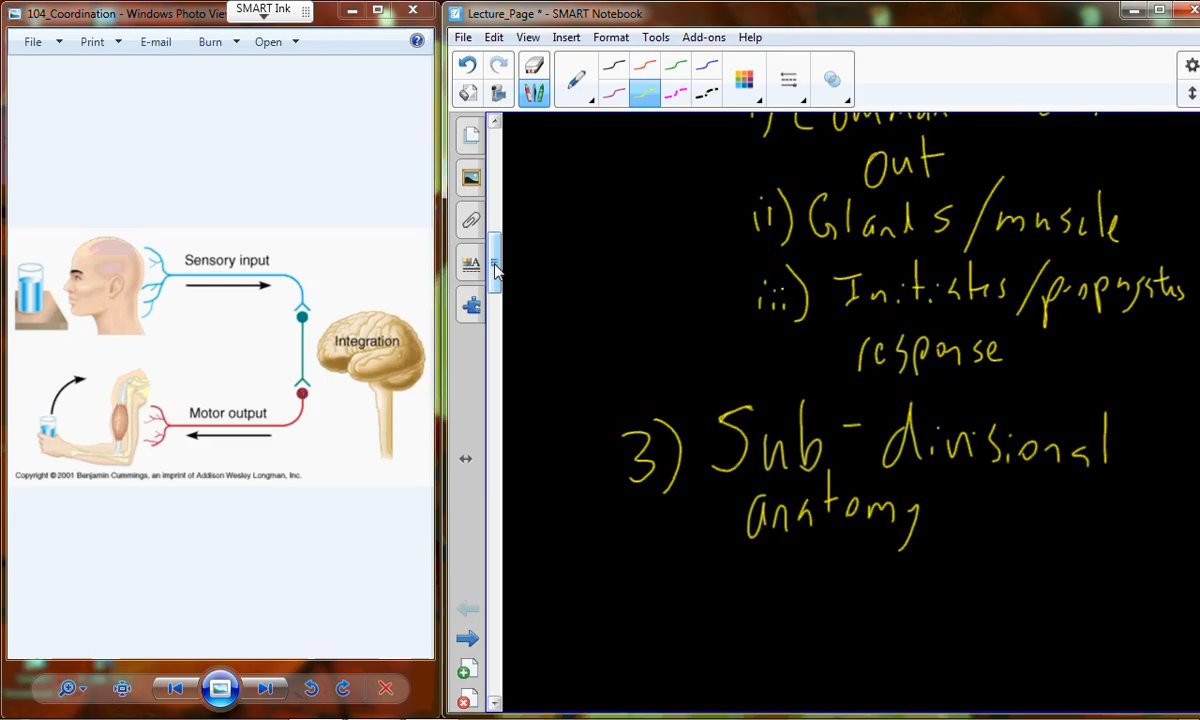 104_Coordination - Windows Photo Vie
SMART Ink
File Print E-mail Burn Open
Sensory input
Integration
Motor output
Copyright © 2001 Benjamin Cummings, an imprint of Addison Wesley Longman, Inc.
Lecture_Page * - SMART Notebook
File Edit View Insert Format Tools Add-ons Help
out
ii) Glands/muscle
iii) Initiates/propagates
response
3) Sub-divisional
anatomy